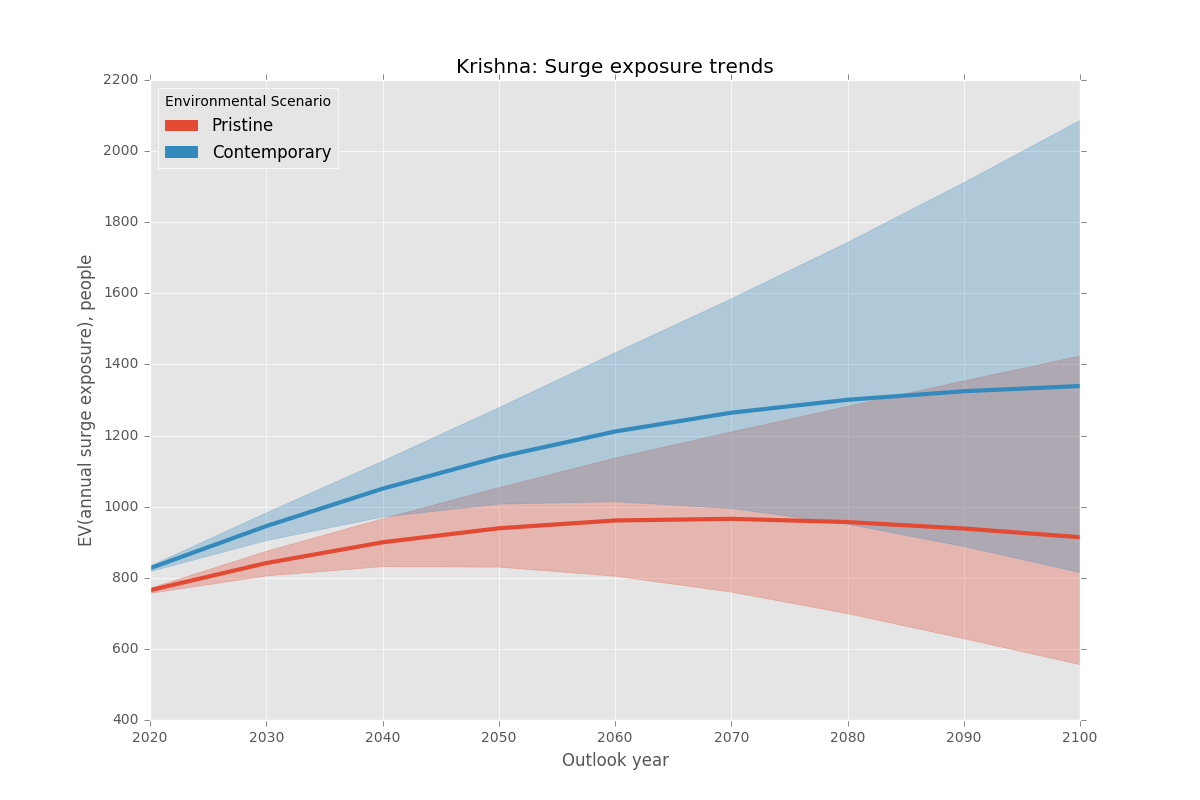 Krishna: Surge exposure trends
Environmental Scenario
Pristine
Contemporary
EV(annual surge exposure), people
2200
2000
1800
1600
1400
1200
1000
800
600
400
2020 2030 2040 2050 2060 2070 2080 2090 2100
Outlook year